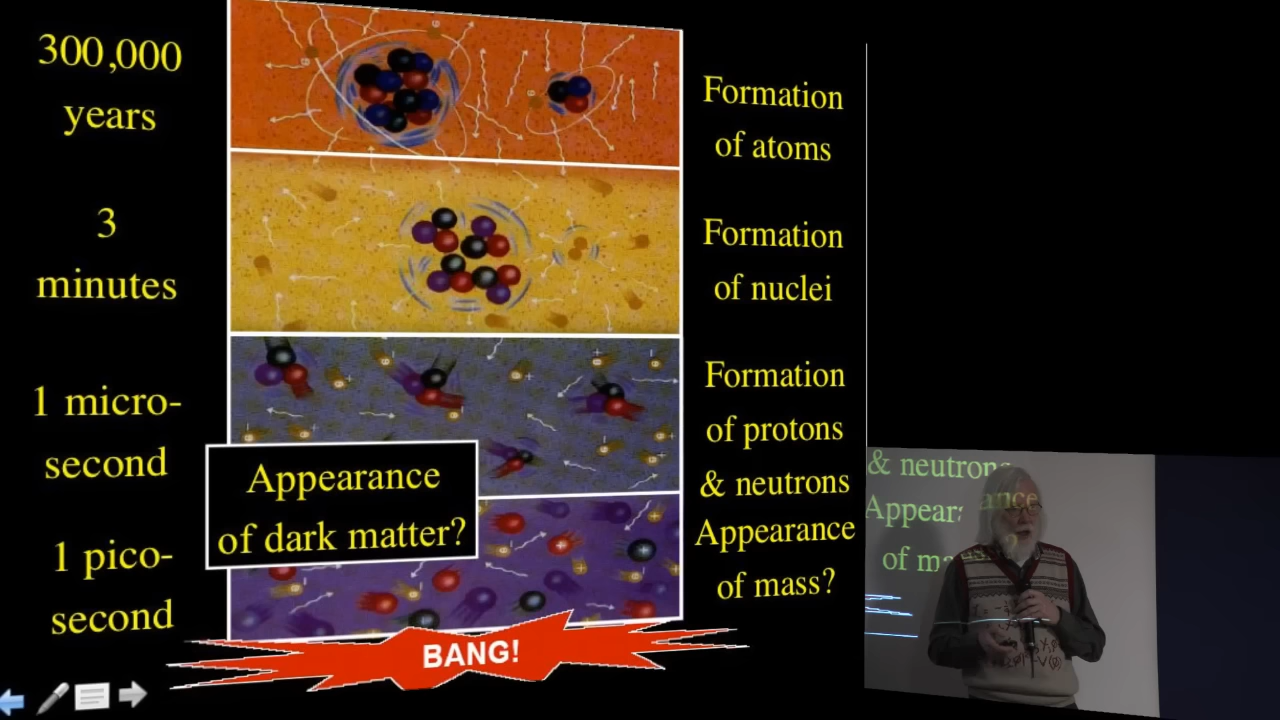 300,000
years
Formation
of atoms
3
minutes
Formation
of nuclei
1 micro-
second
Formation
of protons
& neutrons
Appearance
of dark matter?
1 pico-
second
Appearance
of mass?
BANG!
& neutrons